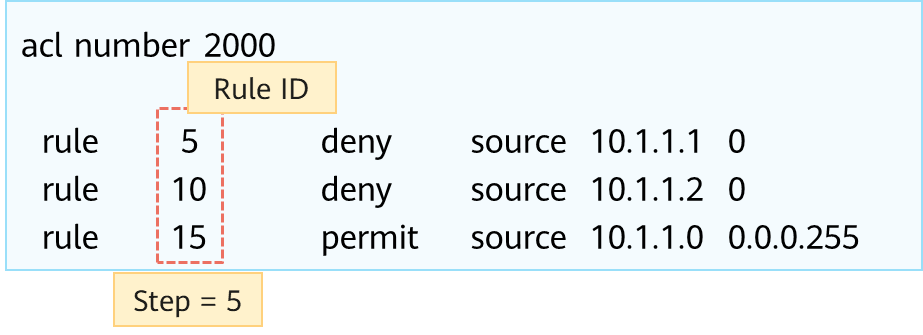 acl number 2000
Rule ID
rule 5 deny source 10.1.1.1 0
rule 10 deny source 10.1.1.2 0
rule 15 permit source 10.1.1.0 0.0.0.255
Step = 5